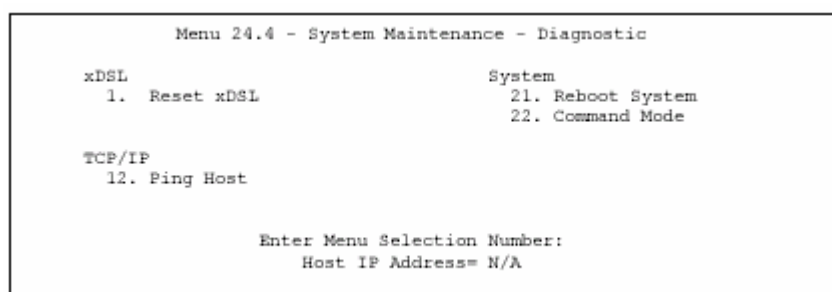 Menu 24.4 - System Maintenance - Diagnostic
xDSL System
1. Reset xDSL 21. Reboot System
22. Command Mode
TCP/IP
12. Ping Host
Enter Menu Selection Number:
Host IP Address= N/A